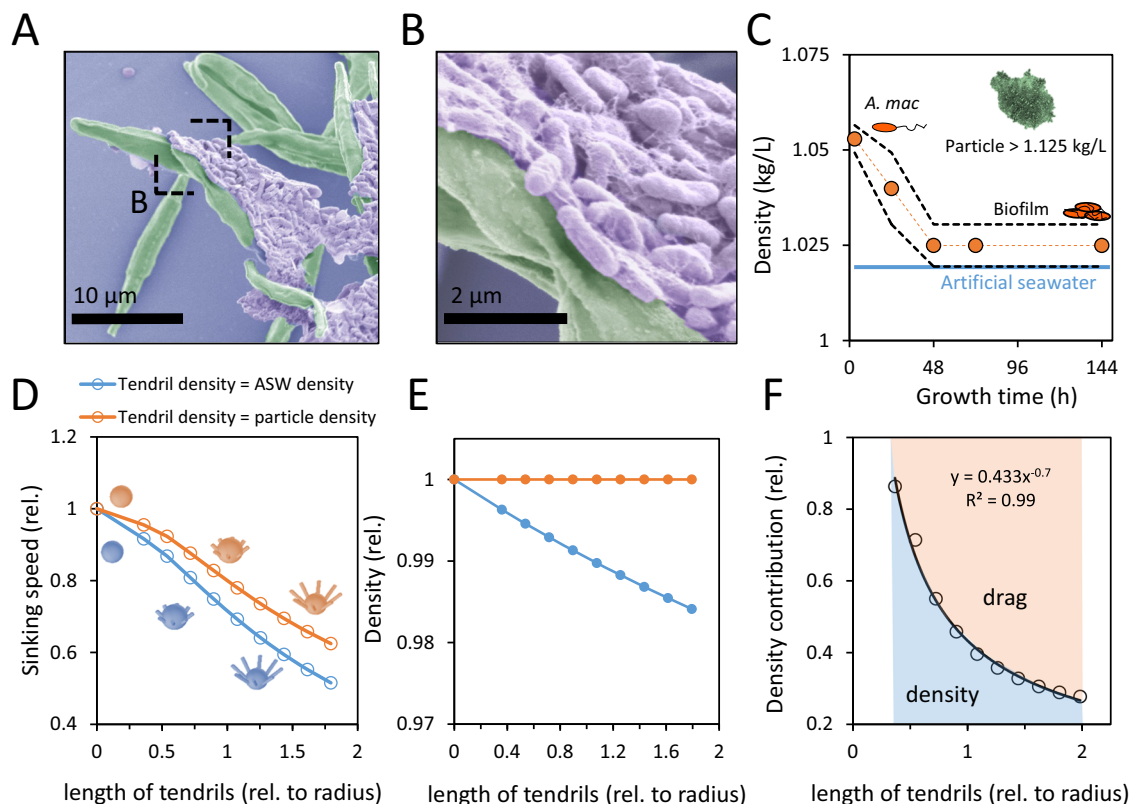 A
B
10 µm
B
2 µm
C
Density (kg/L)
1.075
1.05
1.025
1
A. mac
Particle > 1.125 kg/L
Biofilm
Artificial seawater
0
48
96
144
Growth time (h)
Tendril density = ASW density
Tendril density = particle density
D
Sinking speed (rel.)
1.2
1
0.8
0.6
0.4
0
0.5
1
1.5
2
length of tendrils (rel. to radius)
E
Density (rel.)
1
0.99
0.98
0.97
0
0.4
0.8
1.2
1.6
2
length of tendrils (rel. to radius)
F
Density contribution (rel.)
1
0.8
0.6
0.4
0.2
y = 0.433x^-0.7
R² = 0.99
drag
density
0
1
2
length of tendrils (rel. to radius)